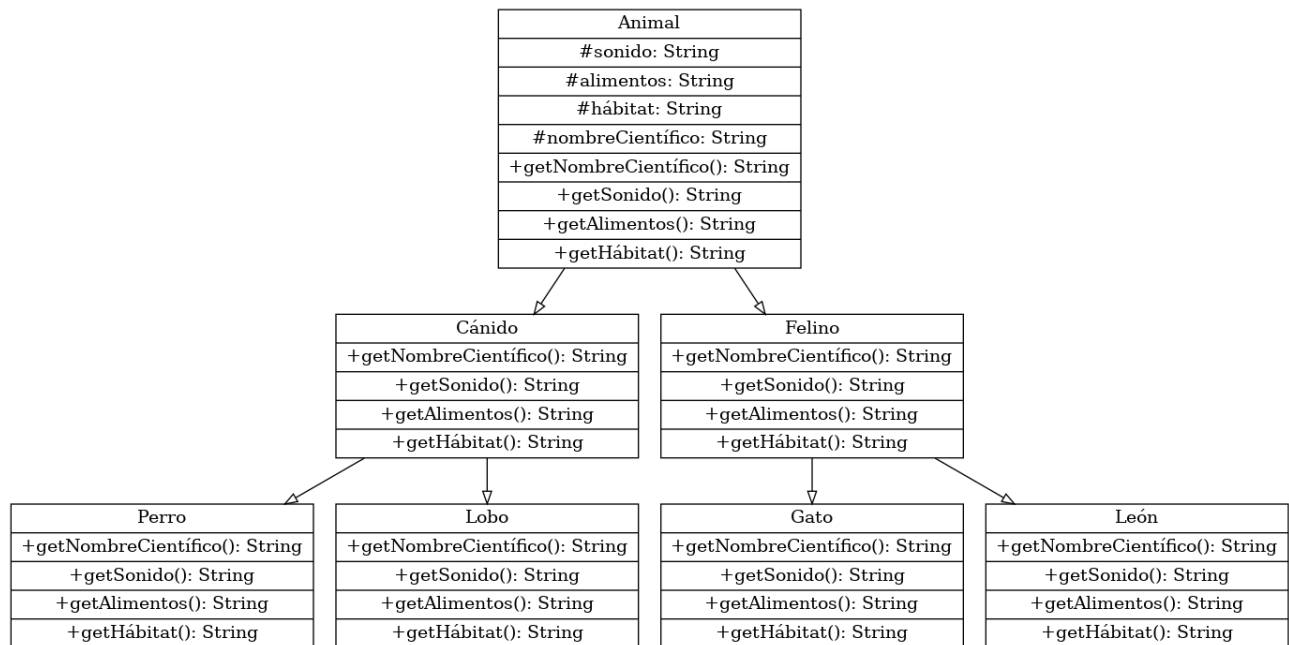 Animal
#sonido: String
#alimentos: String
#hábitat: String
#nombreCientífico: String
+getNombreCientífico(): String
+getSonido(): String
+getAlimentos(): String
+getHábitat(): String
Cánido
+getNombreCientífico(): String
+getSonido(): String
+getAlimentos(): String
+getHábitat(): String
Felino
+getNombreCientífico(): String
+getSonido(): String
+getAlimentos(): String
+getHábitat(): String
Perro
+getNombreCientífico(): String
+getSonido(): String
+getAlimentos(): String
+getHábitat(): String
Lobo
+getNombreCientífico(): String
+getSonido(): String
+getAlimentos(): String
+getHábitat(): String
Gato
+getNombreCientífico(): String
+getSonido(): String
+getAlimentos(): String
+getHábitat(): String
León
+getNombreCientífico(): String
+getSonido(): String
+getAlimentos(): String
+getHábitat(): String